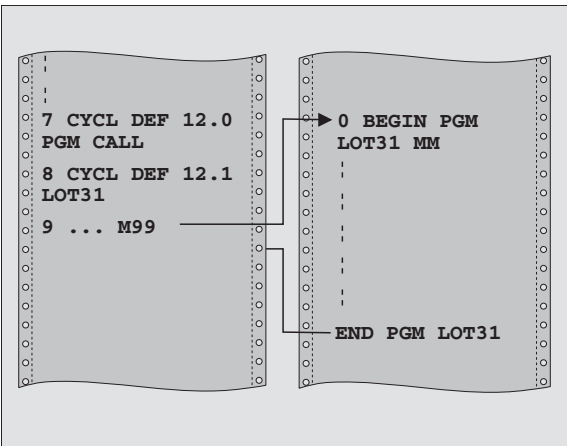 7 CYCL DEF 12.0
PGM CALL
8 CYCL DEF 12.1
LOT31
9 ... M99
0 BEGIN PGM
LOT31 MM
END PGM LOT31